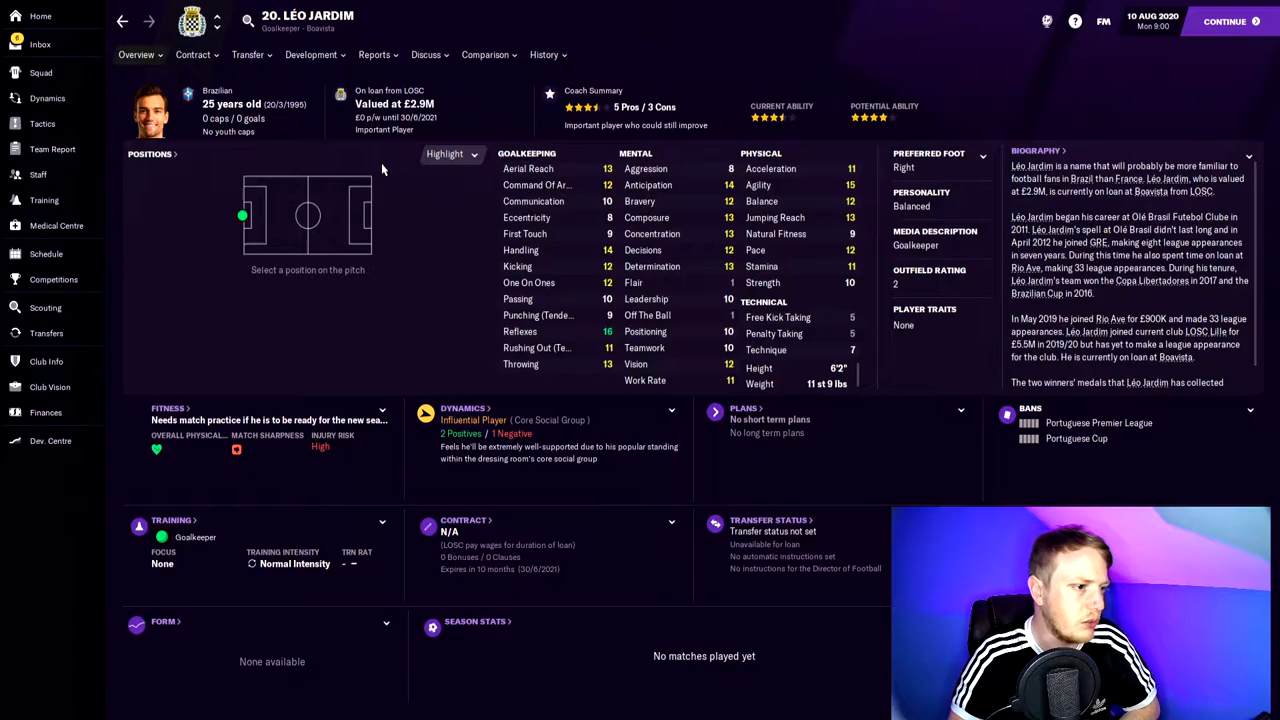 Home
Inbox
6
Squad
Dynamics
Tactics
Team Report
Staff
Training
Medical Centre
Schedule
Competitions
Scouting
Transfers
Club Info
Club Vision
Finances
Dev. Centre
20. LÉO JARDIM
Goalkeeper - Boavista
?
FM
10 AUG 2020
Mon 9:00
CONTINUE
Overview
Contract
Transfer
Development
Reports
Discuss
Comparison
History
Brazilian
25 years old (20/3/1995)
0 caps / 0 goals
No youth caps
On loan from LOSC
Valued at £2.9M
£0 p/w until 30/6/2021
Important Player
Coach Summary
5 Pros / 3 Cons
Important player who could still improve
CURRENT ABILITY
POTENTIAL ABILITY
POSITIONS
Highlight
Select a position on the pitch
GOALKEEPING
Aerial Reach 13
Command Of Ar... 12
Communication 10
Eccentricity 8
First Touch 9
Handling 14
Kicking 12
One On Ones 12
Passing 10
Punching (Tende... 9
Reflexes 16
Rushing Out (Te... 11
Throwing 13
MENTAL
Aggression 8
Anticipation 14
Bravery 12
Composure 13
Concentration 13
Decisions 12
Determination 13
Flair 1
Leadership 10
Off The Ball 1
Positioning 10
Teamwork 10
Vision 12
Work Rate 11
PHYSICAL
Acceleration 11
Agility 15
Balance 12
Jumping Reach 13
Natural Fitness 9
Pace 12
Stamina 11
Strength 10
TECHNICAL
Free Kick Taking 5
Penalty Taking 5
Technique 7
Height 6'2"
Weight 11 st 9 lbs
PREFERRED FOOT
Right
PERSONALITY
Balanced
MEDIA DESCRIPTION
Goalkeeper
OUTFIELD RATING
2
PLAYER TRAITS
None
BIOGRAPHY
Léo Jardim is a name that will probably be more familiar to
football fans in Brazil than France. Léo Jardim, who is valued
at £2.9M, is currently on loan at Boavista from LOSC.
Léo Jardim began his career at Olé Brasil Futebol Clube in
2011. Léo Jardim's spell at Olé Brasil didn't last long and in
April 2012 he joined GRE, making eight league appearances
in seven years. During this time he also spent time on loan at
Rio Ave, making 33 league appearances. During his tenure,
Léo Jardim's team won the Copa Libertadores in 2017 and the
Brazilian Cup in 2016.
In May 2019 he joined Rio Ave for £900K and made 33 league
appearances. Léo Jardim joined current club LOSC Lille for
£5.5M in 2019/20 but has yet to make a league appearance
for the club. He is currently on loan at Boavista.
The two winners' medals that Léo Jardim has collected
FITNESS
Needs match practice if he is to be ready for the new sea...
OVERALL PHYSICAL... MATCH SHARPNESS INJURY RISK
High
DYNAMICS
Influential Player ( Core Social Group )
2 Positives / 1 Negative
Feels he'll be extremely well-supported due to his popular standing
within the dressing room's core social group
PLANS
No short term plans
No long term plans
BANS
Portuguese Premier League
Portuguese Cup
TRAINING
Goalkeeper
FOCUS TRAINING INTENSITY TRN RAT
None Normal Intensity - -
CONTRACT
N/A
(LOSC pay wages for duration of loan)
0 Bonuses / 0 Clauses
Expires in 10 months (30/6/2021)
TRANSFER STATUS
Transfer status not set
Unavailable for loan
No automatic instructions set
No instructions for the Director of Football
FORM
None available
SEASON STATS
No matches played yet